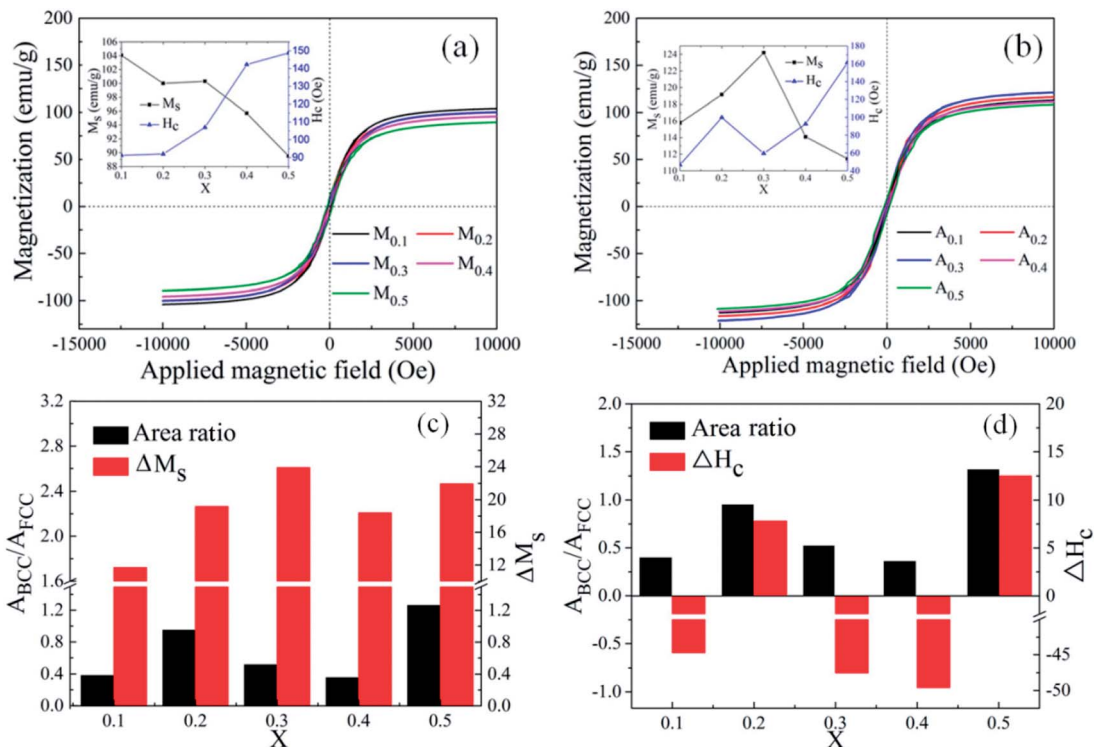 (a)
Magnetization (emu/g)
200
150
100
50
0
-50
-100
-15000 -10000 -5000 0 5000 10000
Applied magnetic field (Oe)
M_s (emu/g)
106
104
102
100
98
96
94
92
90
88
0.1 0.2 0.3 0.4 0.5
X
150
140
130
120
110
100
90
Hc (Oe)
M_s
H_c
M_0.1 M_0.2
M_0.3 M_0.4
M_0.5
(b)
Magnetization (emu/g)
200
150
100
50
0
-50
-100
-15000 -10000 -5000 0 5000 10000
Applied magnetic field (Oe)
M_s (emu/g)
124
122
120
118
116
114
112
110
0.1 0.2 0.3 0.4 0.5
X
180
160
140
120
100
80
60
40
H_c (Oe)
M_s
H_c
A_0.1 A_0.2
A_0.3 A_0.4
A_0.5
(c)
Area ratio
ΔM_s
A_BCC/A_FCC
3.2
2.8
2.4
2.0
1.6
1.2
0.8
0.4
0.0
0.1 0.2 0.3 0.4 0.5
X
32
28
24
20
16
12
8
4
0
ΔM_s
(d)
Area ratio
△H_c
A_BCC/A_FCC
2.0
1.5
1.0
0.5
0.0
-0.5
-1.0
0.1 0.2 0.3 0.4 0.5
X
20
15
10
5
0
-45
-50
△H_c